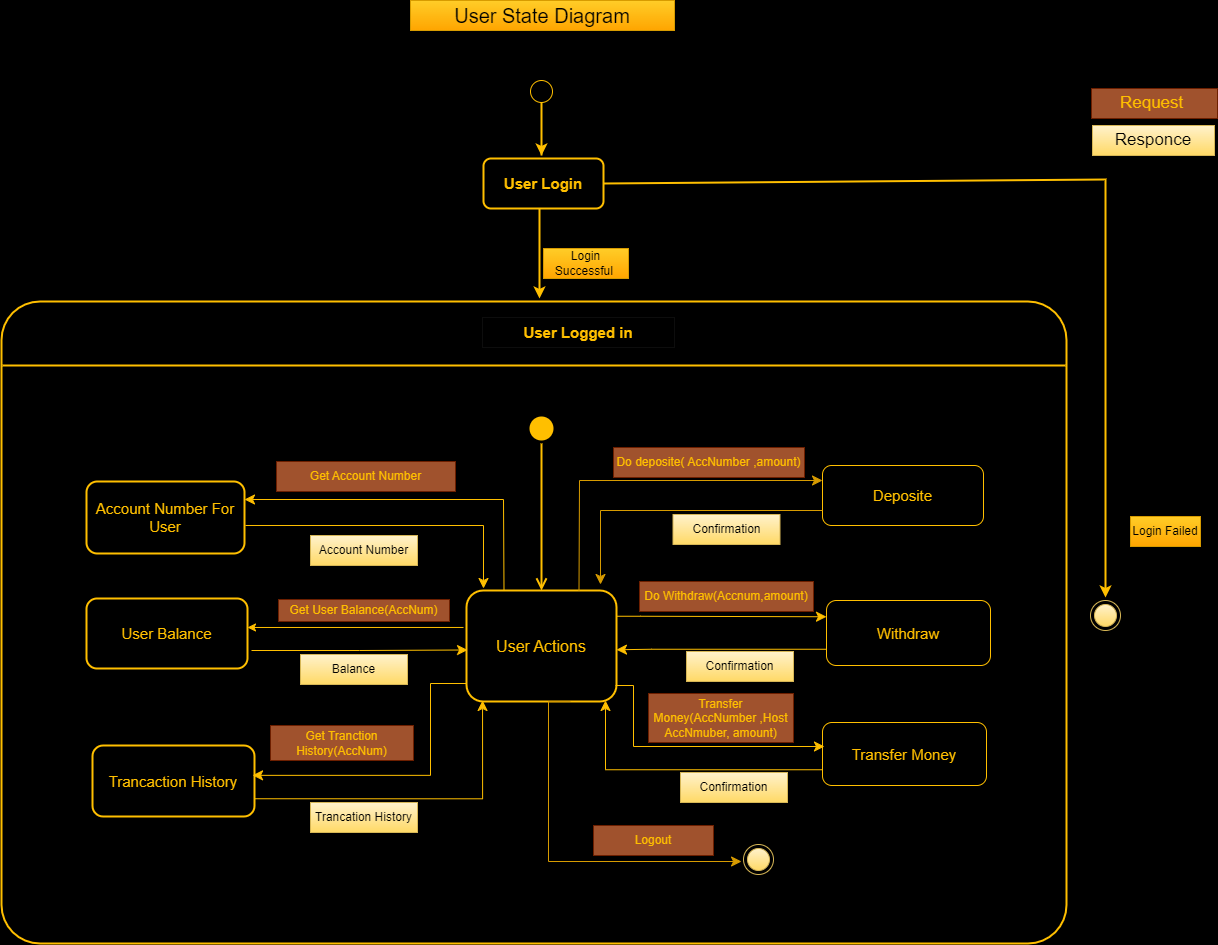 User State Diagram
Request
Responce
User Login
Login
Successful
User Logged in
Get Account Number
Do deposite( AccNumber ,amount)
Account Number For
User
Deposite
Account Number
Confirmation
Login Failed
Get User Balance(AccNum)
Do Withdraw(Accnum,amount)
User Balance
User Actions
Withdraw
Balance
Confirmation
Get Tranction
History(AccNum)
Transfer
Money(AccNumber ,Host
AccNmuber, amount)
Trancaction History
Transfer Money
Trancation History
Confirmation
Logout